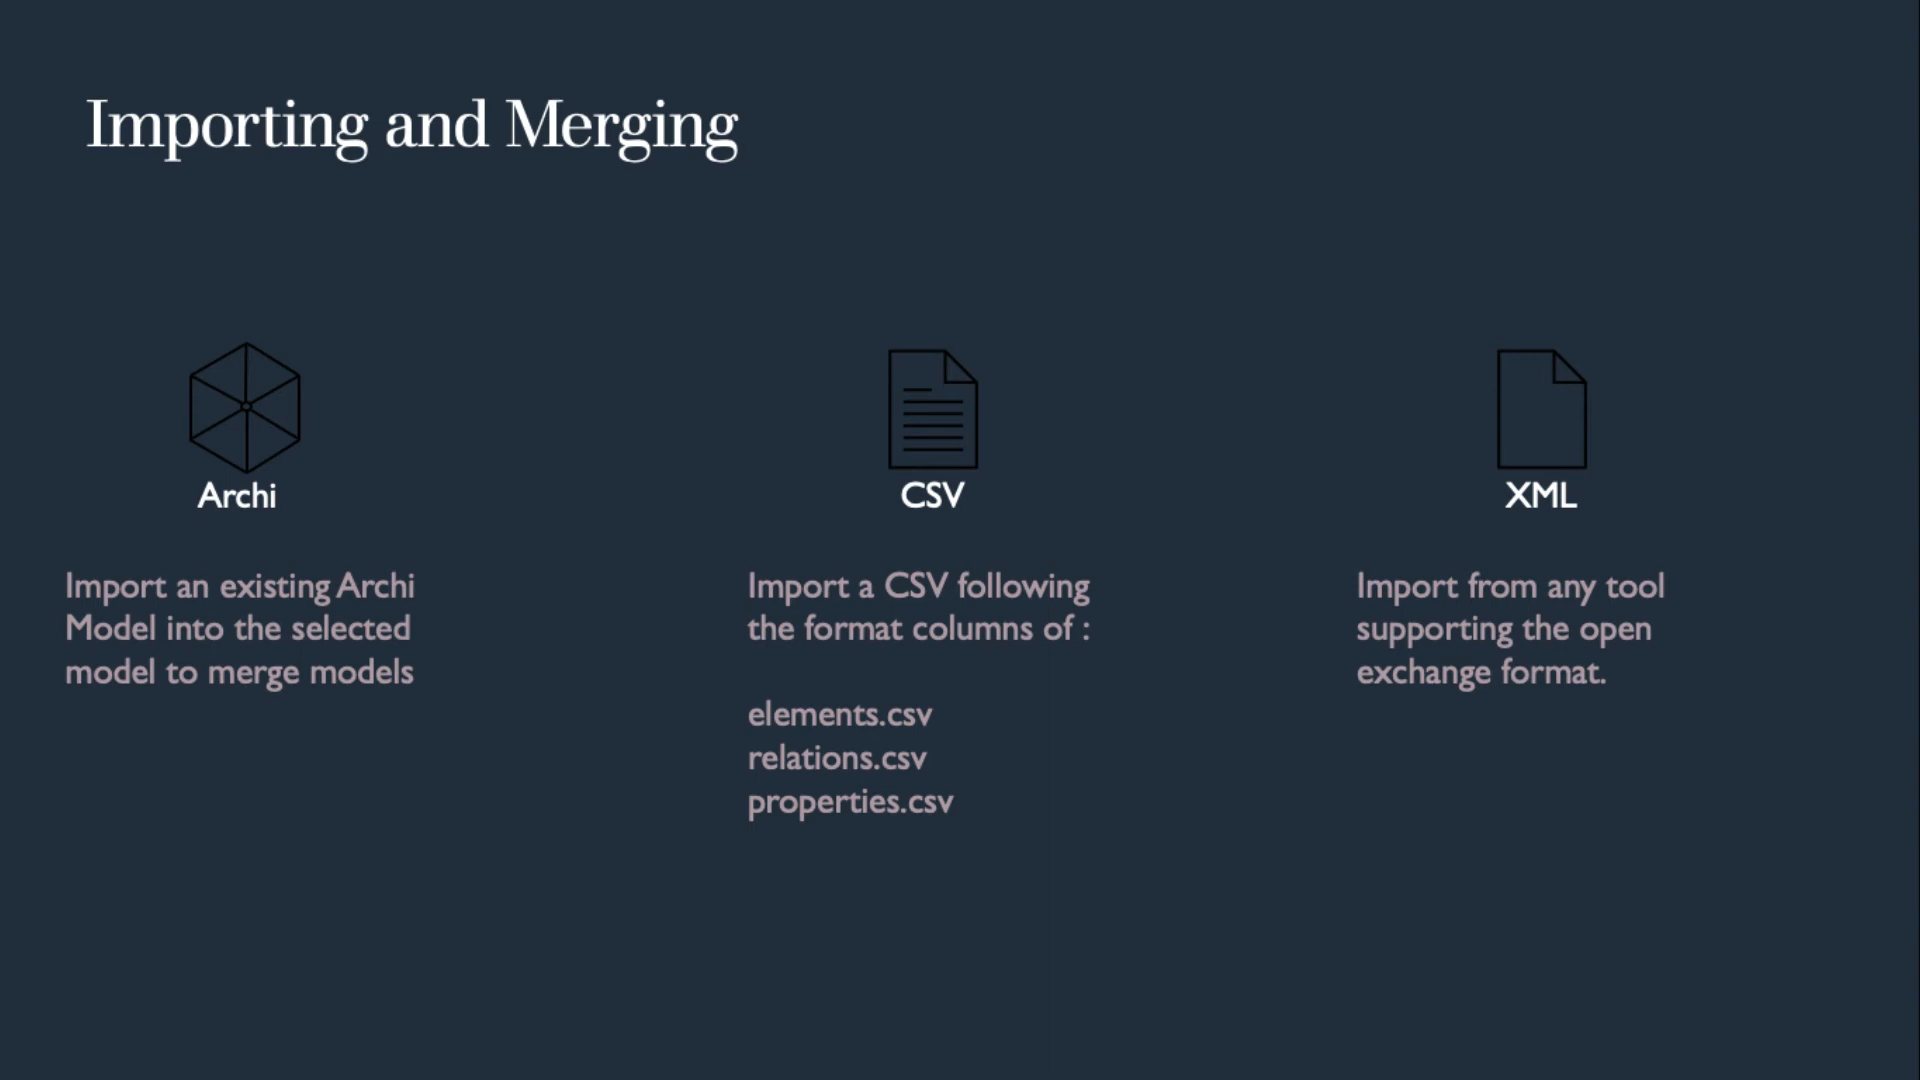 Importing and Merging
Archi
Import an existing Archi
Model into the selected
model to merge models
CSV
Import a CSV following
the format columns of :
elements.csv
relations.csv
properties.csv
XML
Import from any tool
supporting the open
exchange format.